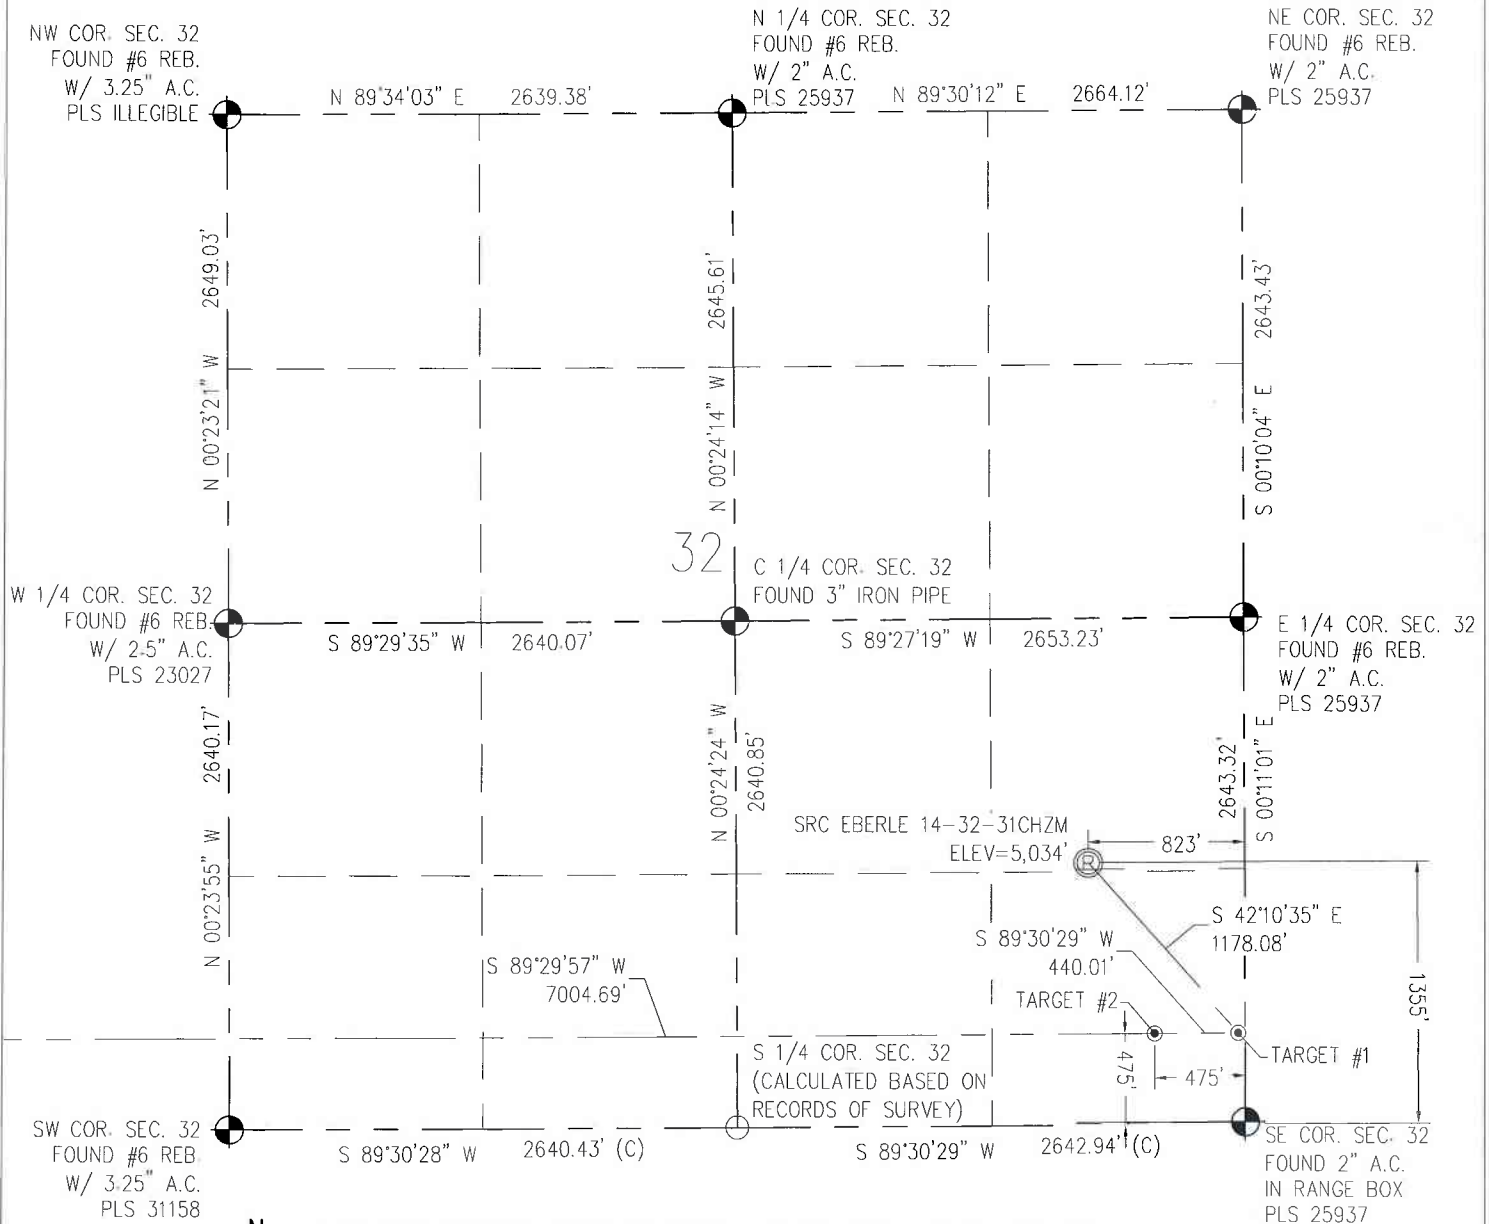 NW COR. SEC. 32
FOUND #6 REB.
W/ 3.25" A.C.
PLS ILLEGIBLE
N 1/4 COR. SEC. 32
FOUND #6 REB.
W/ 2" A.C.
PLS 25937
NE COR. SEC. 32
FOUND #6 REB.
W/ 2" A.C.
PLS 25937
N 89°34'03" E 2639.38'
N 89°30'12" E 2664.12'
2649.03'
N 00°23'21" W
2645.61'
N 00°24'14" W
2643.43'
S 00°10'04" E
32
C 1/4 COR. SEC. 32
FOUND 3" IRON PIPE
W 1/4 COR. SEC. 32
FOUND #6 REB.
W/ 2.5" A.C.
PLS 23027
S 89°29'35" W 2640.07'
S 89°27'19" W 2653.23'
E 1/4 COR. SEC. 32
FOUND #6 REB.
W/ 2" A.C.
PLS 25937
2640.17'
N 00°23'55" W
N 00°24'24" W
2640.85'
2643.32'
S 00°11'01" E
SRC EBERLE 14-32-31CHZM
ELEV=5,034'
R
823'
S 42°10'35" E
1178.08'
S 89°30'29" W
440.01'
S 89°29'57" W
7004.69'
TARGET #2
TARGET #1
1355'
475'
475'
S 1/4 COR. SEC. 32
(CALCULATED BASED ON
RECORDS OF SURVEY)
SW COR. SEC. 32
FOUND #6 REB.
W/ 3.25" A.C.
PLS 31158
S 89°30'28" W 2640.43' (C)
S 89°30'29" W 2642.94' (C)
SE COR. SEC. 32
FOUND 2" A.C.
IN RANGE BOX
PLS 25937
N